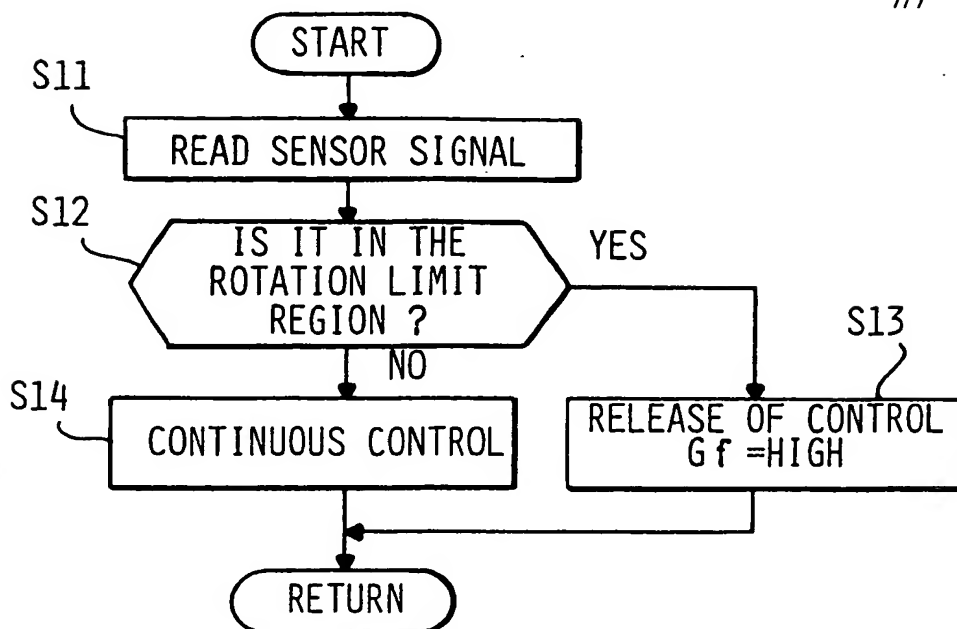 START
S11
READ SENSOR SIGNAL
S12
IS IT IN THE
ROTATION LIMIT
REGION ?
YES
NO
S13
S14
CONTINUOUS CONTROL
RELEASE OF CONTROL
Gf =HIGH
RETURN